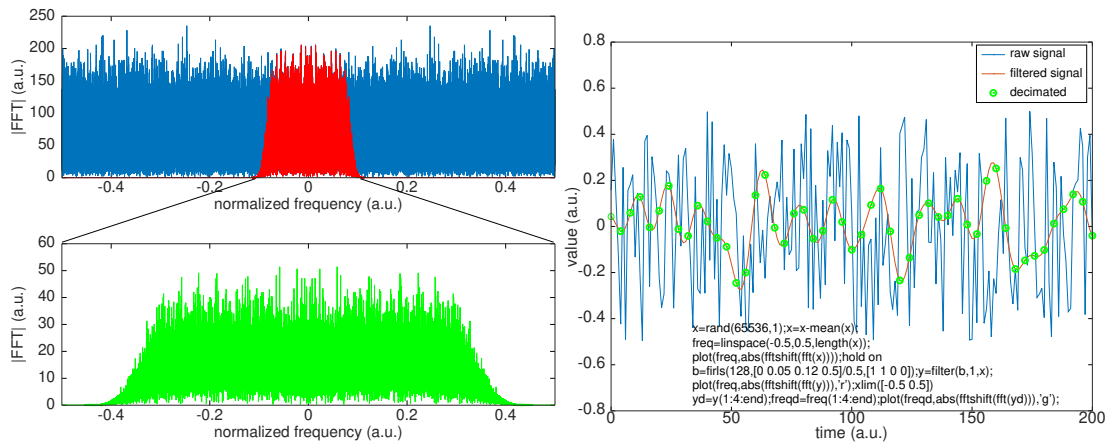 250
200
150
100
50
0
|FFT| (a.u.)
-0.4 -0.2 0 0.2 0.4
normalized frequency (a.u.)
60
50
40
30
20
10
0
|FFT| (a.u.)
-0.4 -0.2 0 0.2 0.4
normalized frequency (a.u.)
0.8
0.6
0.4
0.2
0
-0.2
-0.4
-0.6
-0.8
value (a.u.)
raw signal
filtered signal
decimated
x=rand(65536,1);x=x-mean(x);
freq=linspace(-0.5,0.5,length(x));
plot(freq,abs(fftshift(fft(x))));hold on
b=firls(128,[0 0.05 0.12 0.5]/0.5,[1 1 0 0]);y=filter(b,1,x);
plot(freq,abs(fftshift(fft(y))),'r');xlim([-0.5 0.5])
yd=y(1:4:end);freqd=freq(1:4:end);plot(freqd,abs(fftshift(fft(yd))),'g');
0 50 100 150 200
time (a.u.)